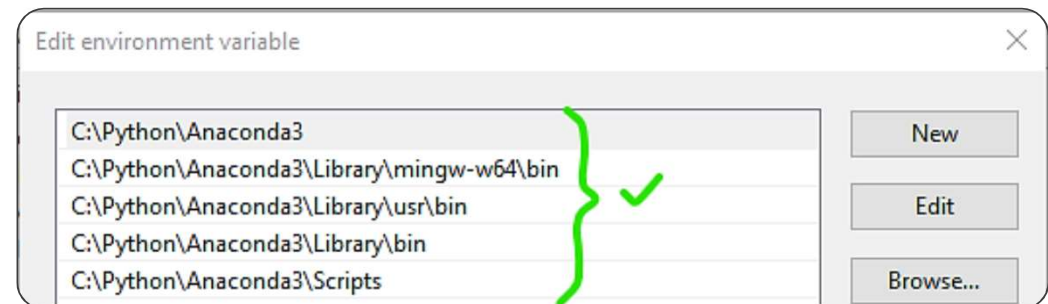 Edit environment variable
C:\Python\Anaconda3
New
C:\Python\Anaconda3\Library\mingw-w64\bin
C:\Python\Anaconda3\Library\usr\bin
Edit
C:\Python\Anaconda3\Library\bin
C:\Python\Anaconda3\Scripts
Browse...